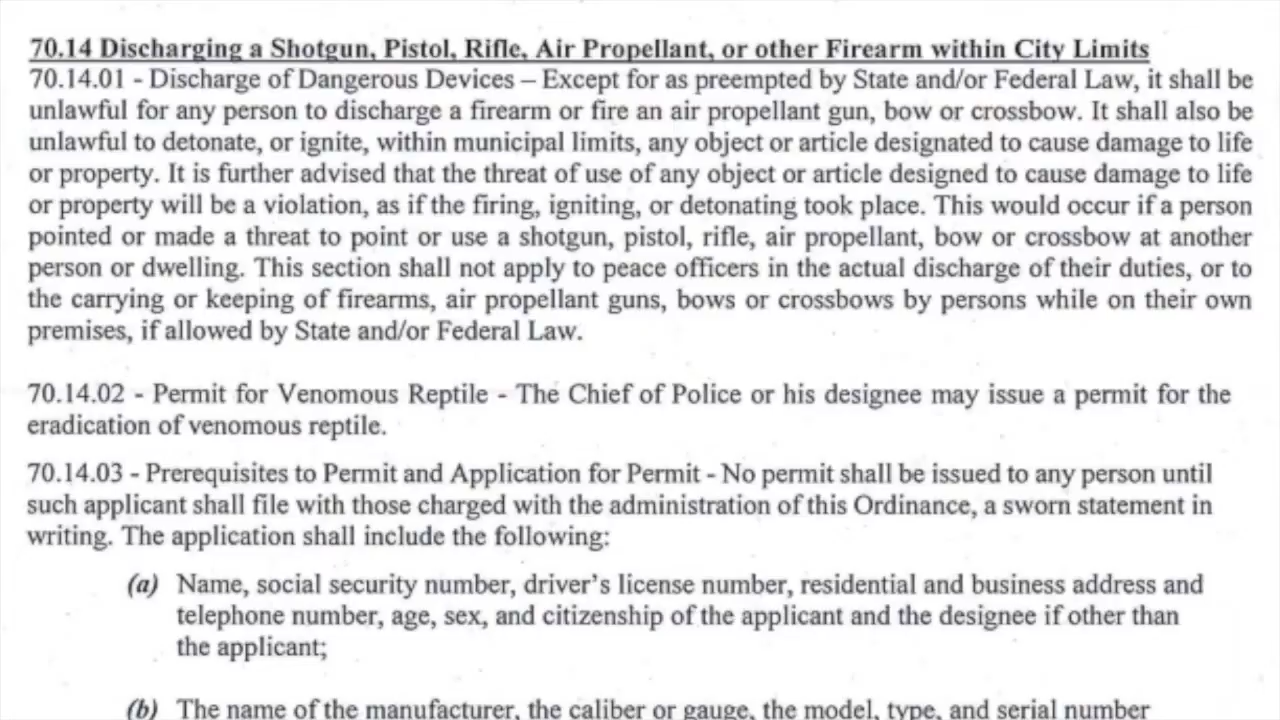 70.14 Discharging a Shotgun, Pistol, Rifle, Air Propellant, or other Firearm within City Limits
70.14.01 - Discharge of Dangerous Devices – Except for as preempted by State and/or Federal Law, it shall be
unlawful for any person to discharge a firearm or fire an air propellant gun, bow or crossbow. It shall also be
unlawful to detonate, or ignite, within municipal limits, any object or article designated to cause damage to life
or property. It is further advised that the threat of use of any object or article designed to cause damage to life
or property will be a violation, as if the firing, igniting, or detonating took place. This would occur if a person
pointed or made a threat to point or use a shotgun, pistol, rifle, air propellant, bow or crossbow at another
person or dwelling. This section shall not apply to peace officers in the actual discharge of their duties, or to
the carrying or keeping of firearms, air propellant guns, bows or crossbows by persons while on their own
premises, if allowed by State and/or Federal Law.
70.14.02 - Permit for Venomous Reptile - The Chief of Police or his designee may issue a permit for the
eradication of venomous reptile.
70.14.03 - Prerequisites to Permit and Application for Permit - No permit shall be issued to any person until
such applicant shall file with those charged with the administration of this Ordinance, a sworn statement in
writing. The application shall include the following:
(a) Name, social security number, driver's license number, residential and business address and
telephone number, age, sex, and citizenship of the applicant and the designee if other than
the applicant;
(b) The name of the manufacturer, the caliber or gauge, the model, type, and serial number